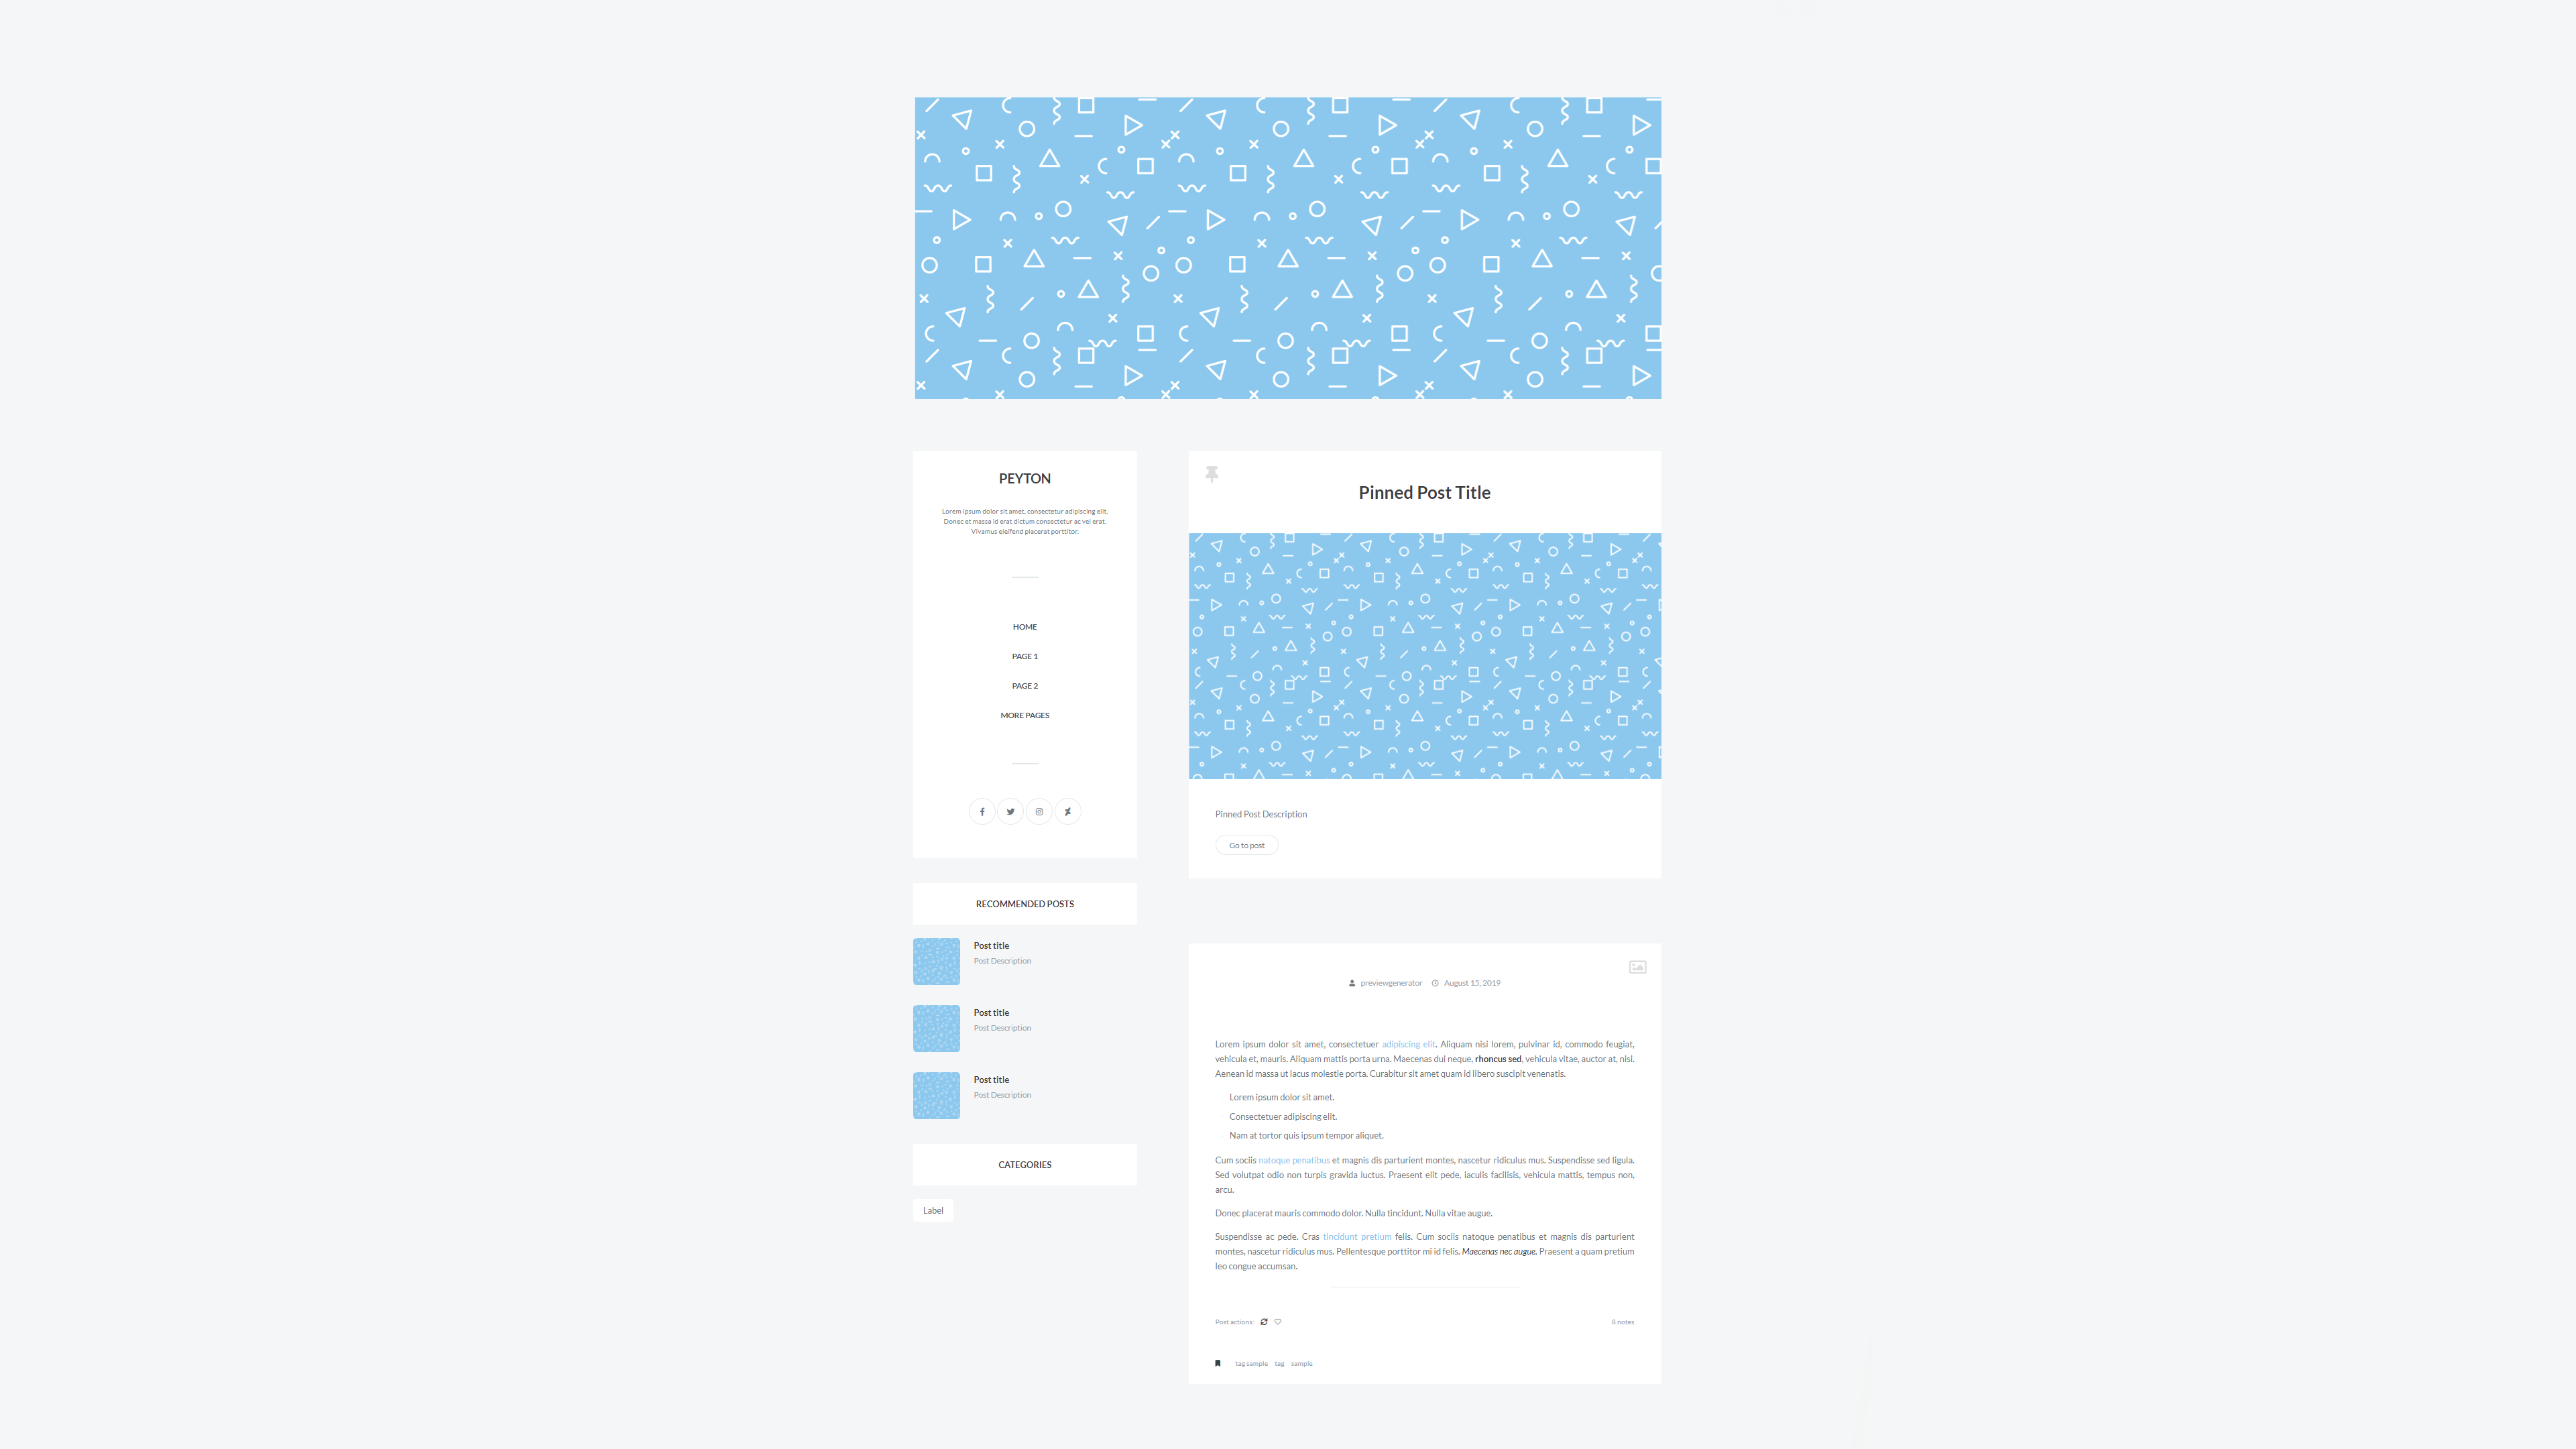 PEYTON
Lorem ipsum dolor sit amet, consectetur adipiscing elit.
Donec et massa id erat dictum consectetur ac vel erat.
Vivamus eleifend placerat porttitor.
HOME
PAGE 1
PAGE 2
MORE PAGES
RECOMMENDED POSTS
Post title
Post Description
Post title
Post Description
Post title
Post Description
CATEGORIES
Label
Pinned Post Title
Pinned Post Description
Go to post
previewgenerator August 15, 2019
Lorem ipsum dolor sit amet, consectetuer adipiscing elit. Aliquam nisi lorem, pulvinar id, commodo feugiat,
vehicula et, mauris. Aliquam mattis porta urna. Maecenas dui neque, rhoncus sed, vehicula vitae, auctor at, nisi.
Aenean id massa ut lacus molestie porta. Curabitur sit amet quam id libero suscipit venenatis.
Lorem ipsum dolor sit amet.
Consectetuer adipiscing elit.
Nam at tortor quis ipsum tempor aliquet.
Cum sociis natoque penatibus et magnis dis parturient montes, nascetur ridiculus mus. Suspendisse sed ligula.
Sed volutpat odio non turpis gravida luctus. Praesent elit pede, iaculis facilisis, vehicula mattis, tempus non,
arcu.
Donec placerat mauris commodo dolor. Nulla tincidunt. Nulla vitae augue.
Suspendisse ac pede. Cras tincidunt pretium felis. Cum sociis natoque penatibus et magnis dis parturient
montes, nascetur ridiculus mus. Pellentesque porttitor mi id felis. Maecenas nec augue. Praesent a quam pretium
leo congue accumsan.
Post actions: 8 notes
tag sample tag sample